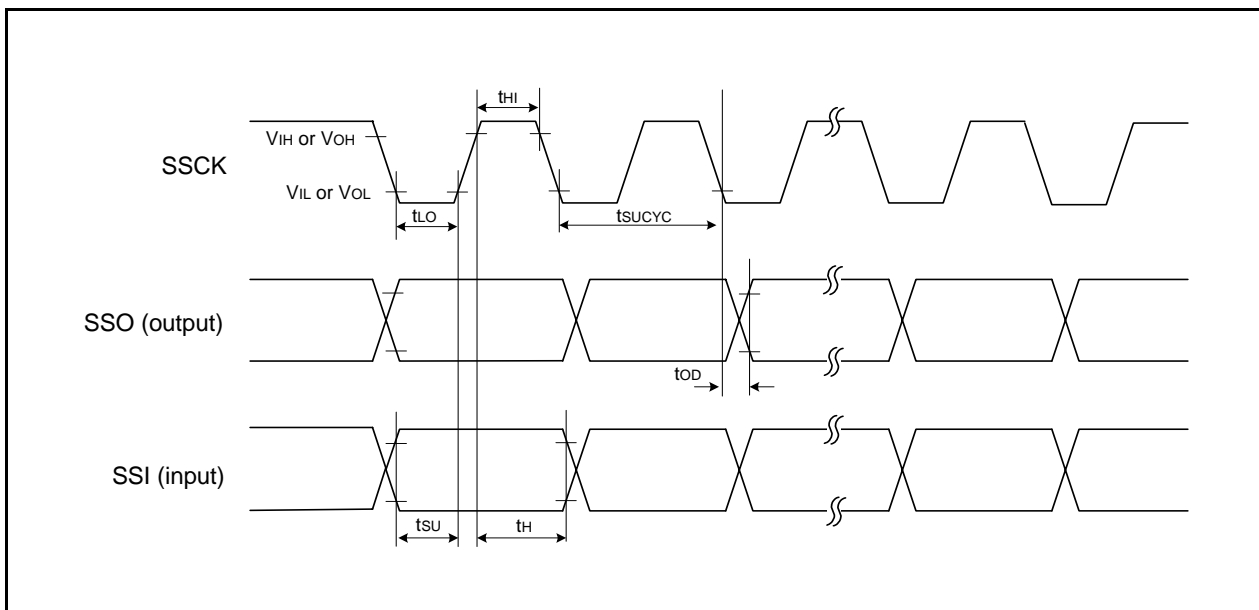 tHI
VIH or VOH
SSCK
VIL or VOL
tLO
tSUCYC
SSO (output)
tOD
SSI (input)
tSU
tH